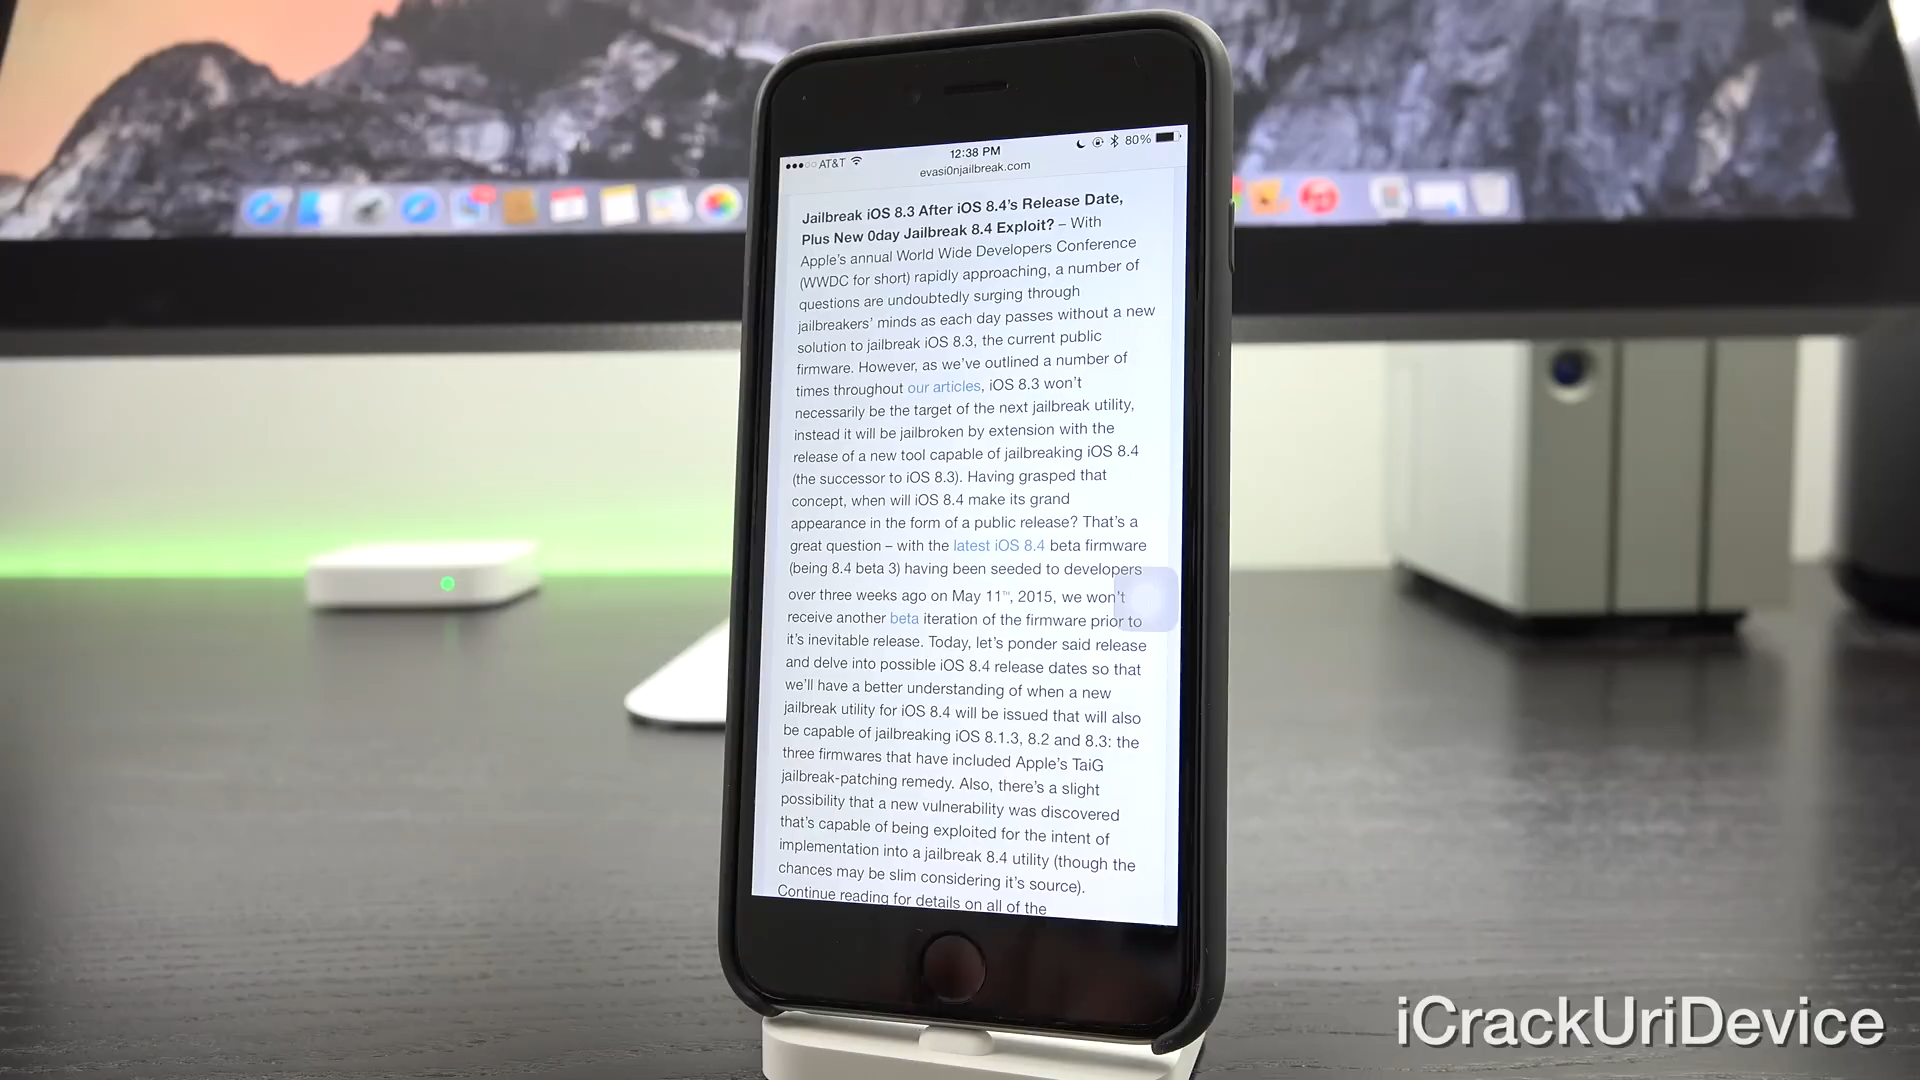 AT&T 12:38 PM 80%
evasi0njailbreak.com
Jailbreak iOS 8.3 After iOS 8.4's Release Date,
Plus New 0day Jailbreak 8.4 Exploit? – With
Apple's annual World Wide Developers Conference
(WWDC for short) rapidly approaching, a number of
questions are undoubtedly surging through
jailbreakers' minds as each day passes without a new
solution to jailbreak iOS 8.3, the current public
firmware. However, as we've outlined a number of
times throughout our articles, iOS 8.3 won't
necessarily be the target of the next jailbreak utility,
instead it will be jailbroken by extension with the
release of a new tool capable of jailbreaking iOS 8.4
(the successor to iOS 8.3). Having grasped that
concept, when will iOS 8.4 make its grand
appearance in the form of a public release? That's a
great question – with the latest iOS 8.4 beta firmware
(being 8.4 beta 3) having been seeded to developers
over three weeks ago on May 11™, 2015, we won't
receive another beta iteration of the firmware prior to
it's inevitable release. Today, let's ponder said release
and delve into possible iOS 8.4 release dates so that
we'll have a better understanding of when a new
jailbreak utility for iOS 8.4 will be issued that will also
be capable of jailbreaking iOS 8.1.3, 8.2 and 8.3: the
three firmwares that have included Apple's TaiG
jailbreak-patching remedy. Also, there's a slight
possibility that a new vulnerability was discovered
that's capable of being exploited for the intent of
implementation into a jailbreak 8.4 utility (though the
chances may be slim considering it's source).
Continue reading for details on all of the
iCrackUriDevice